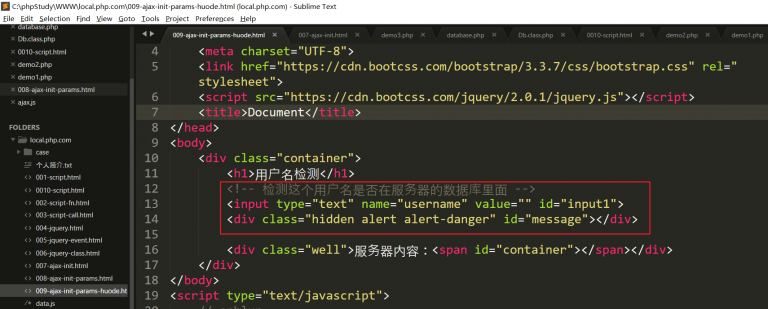 C:\phpStudy\WWW\local.php.com\009-ajax-init-params-huode.html (local.php.com) - Sublime Text
File Edit Selection Find View Goto Tools Project Preferences Help
database.php
Db.class.php
0010-script.html
demo2.php
demo1.php
008-ajax-init-params.html
ajax.js
FOLDERS
local.php.com
case
个人简介.txt
001-script.html
0010-script.html
002-script-fn.html
003-script-call.html
004-jquery.html
005-jquery-event.html
006-jquery-class.html
007-ajax-init.html
008-ajax-init-params.html
009-ajax-init-params-huode.ht
data.js
009-ajax-init-params-huode.html 007-ajax-init.html demo3.php database.php Db.class.php 0010-script.html demo2.php demo1.php
4 <meta charset="UTF-8">
5 <link href="https://cdn.bootcss.com/bootstrap/3.3.7/css/bootstrap.css" rel="
stylesheet">
6 <script src="https://cdn.bootcss.com/jquery/2.0.1/jquery.js"></script>
7 <title>Document</title>
8 </head>
9 <body>
10 <div class="container">
11 <h1>用户名检测</h1>
12 <!-- 检测这个用户名是否在服务器的数据库里面 -->
13 <input type="text" name="username" value="" id="input1">
14 <div class="hidden alert alert-danger" id="message"></div>
15
16 <div class="well">服务器内容：<span id="container"></span></div>
17 </div>
18 </body>
19 <script type="text/javascript">